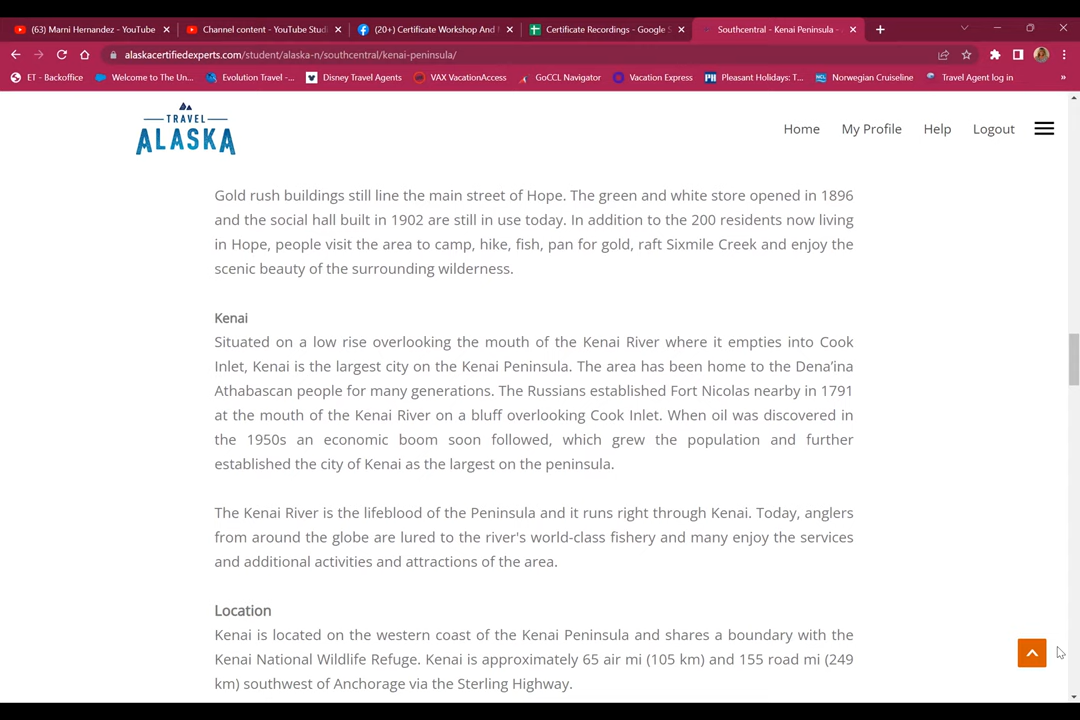 (63) Marni Hernandez - YouTube
Channel content - YouTube Studi
(20+) Certificate Workshop And
Certificate Recordings - Google S
Southcentral - Kenai Peninsula -
alaskacertifiedexperts.com/student/alaska-n/southcentral/kenai-peninsula/
ET - Backoffice
Welcome to The Un...
Evolution Travel -...
Disney Travel Agents
VAX VacationAccess
GoCCL Navigator
Vacation Express
Pleasant Holidays: T...
Norwegian Cruiseline
Travel Agent log in
TRAVEL
ALASKA
Home My Profile Help Logout
Gold rush buildings still line the main street of Hope. The green and white store opened in 1896
and the social hall built in 1902 are still in use today. In addition to the 200 residents now living
in Hope, people visit the area to camp, hike, fish, pan for gold, raft Sixmile Creek and enjoy the
scenic beauty of the surrounding wilderness.
Kenai
Situated on a low rise overlooking the mouth of the Kenai River where it empties into Cook
Inlet, Kenai is the largest city on the Kenai Peninsula. The area has been home to the Dena’ina
Athabascan people for many generations. The Russians established Fort Nicolas nearby in 1791
at the mouth of the Kenai River on a bluff overlooking Cook Inlet. When oil was discovered in
the 1950s an economic boom soon followed, which grew the population and further
established the city of Kenai as the largest on the peninsula.
The Kenai River is the lifeblood of the Peninsula and it runs right through Kenai. Today, anglers
from around the globe are lured to the river's world-class fishery and many enjoy the services
and additional activities and attractions of the area.
Location
Kenai is located on the western coast of the Kenai Peninsula and shares a boundary with the
Kenai National Wildlife Refuge. Kenai is approximately 65 air mi (105 km) and 155 road mi (249
km) southwest of Anchorage via the Sterling Highway.